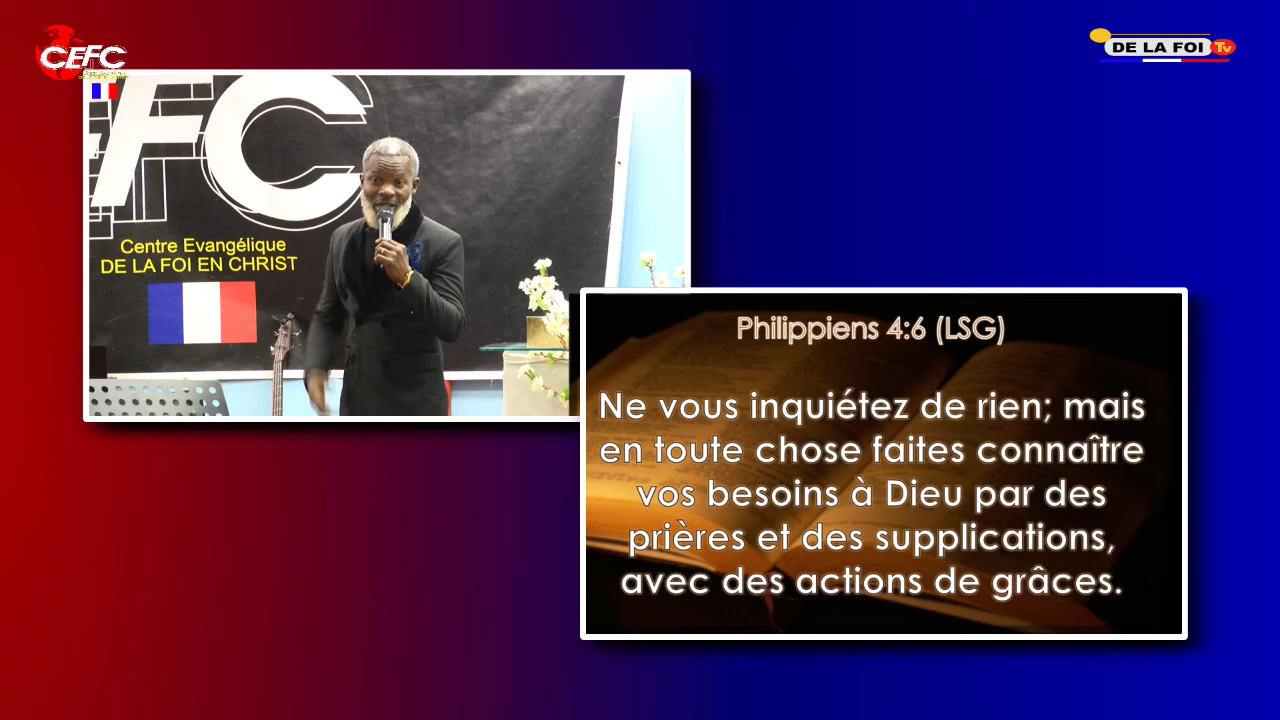 CEFC
DE LA FOI Tv
FC
Centre Evangélique
DE LA FOI EN CHRIST
Philippiens 4:6 (LSG)
Ne vous inquiétez de rien; mais
en toute chose faites connaître
vos besoins à Dieu par des
prières et des supplications,
avec des actions de grâces.